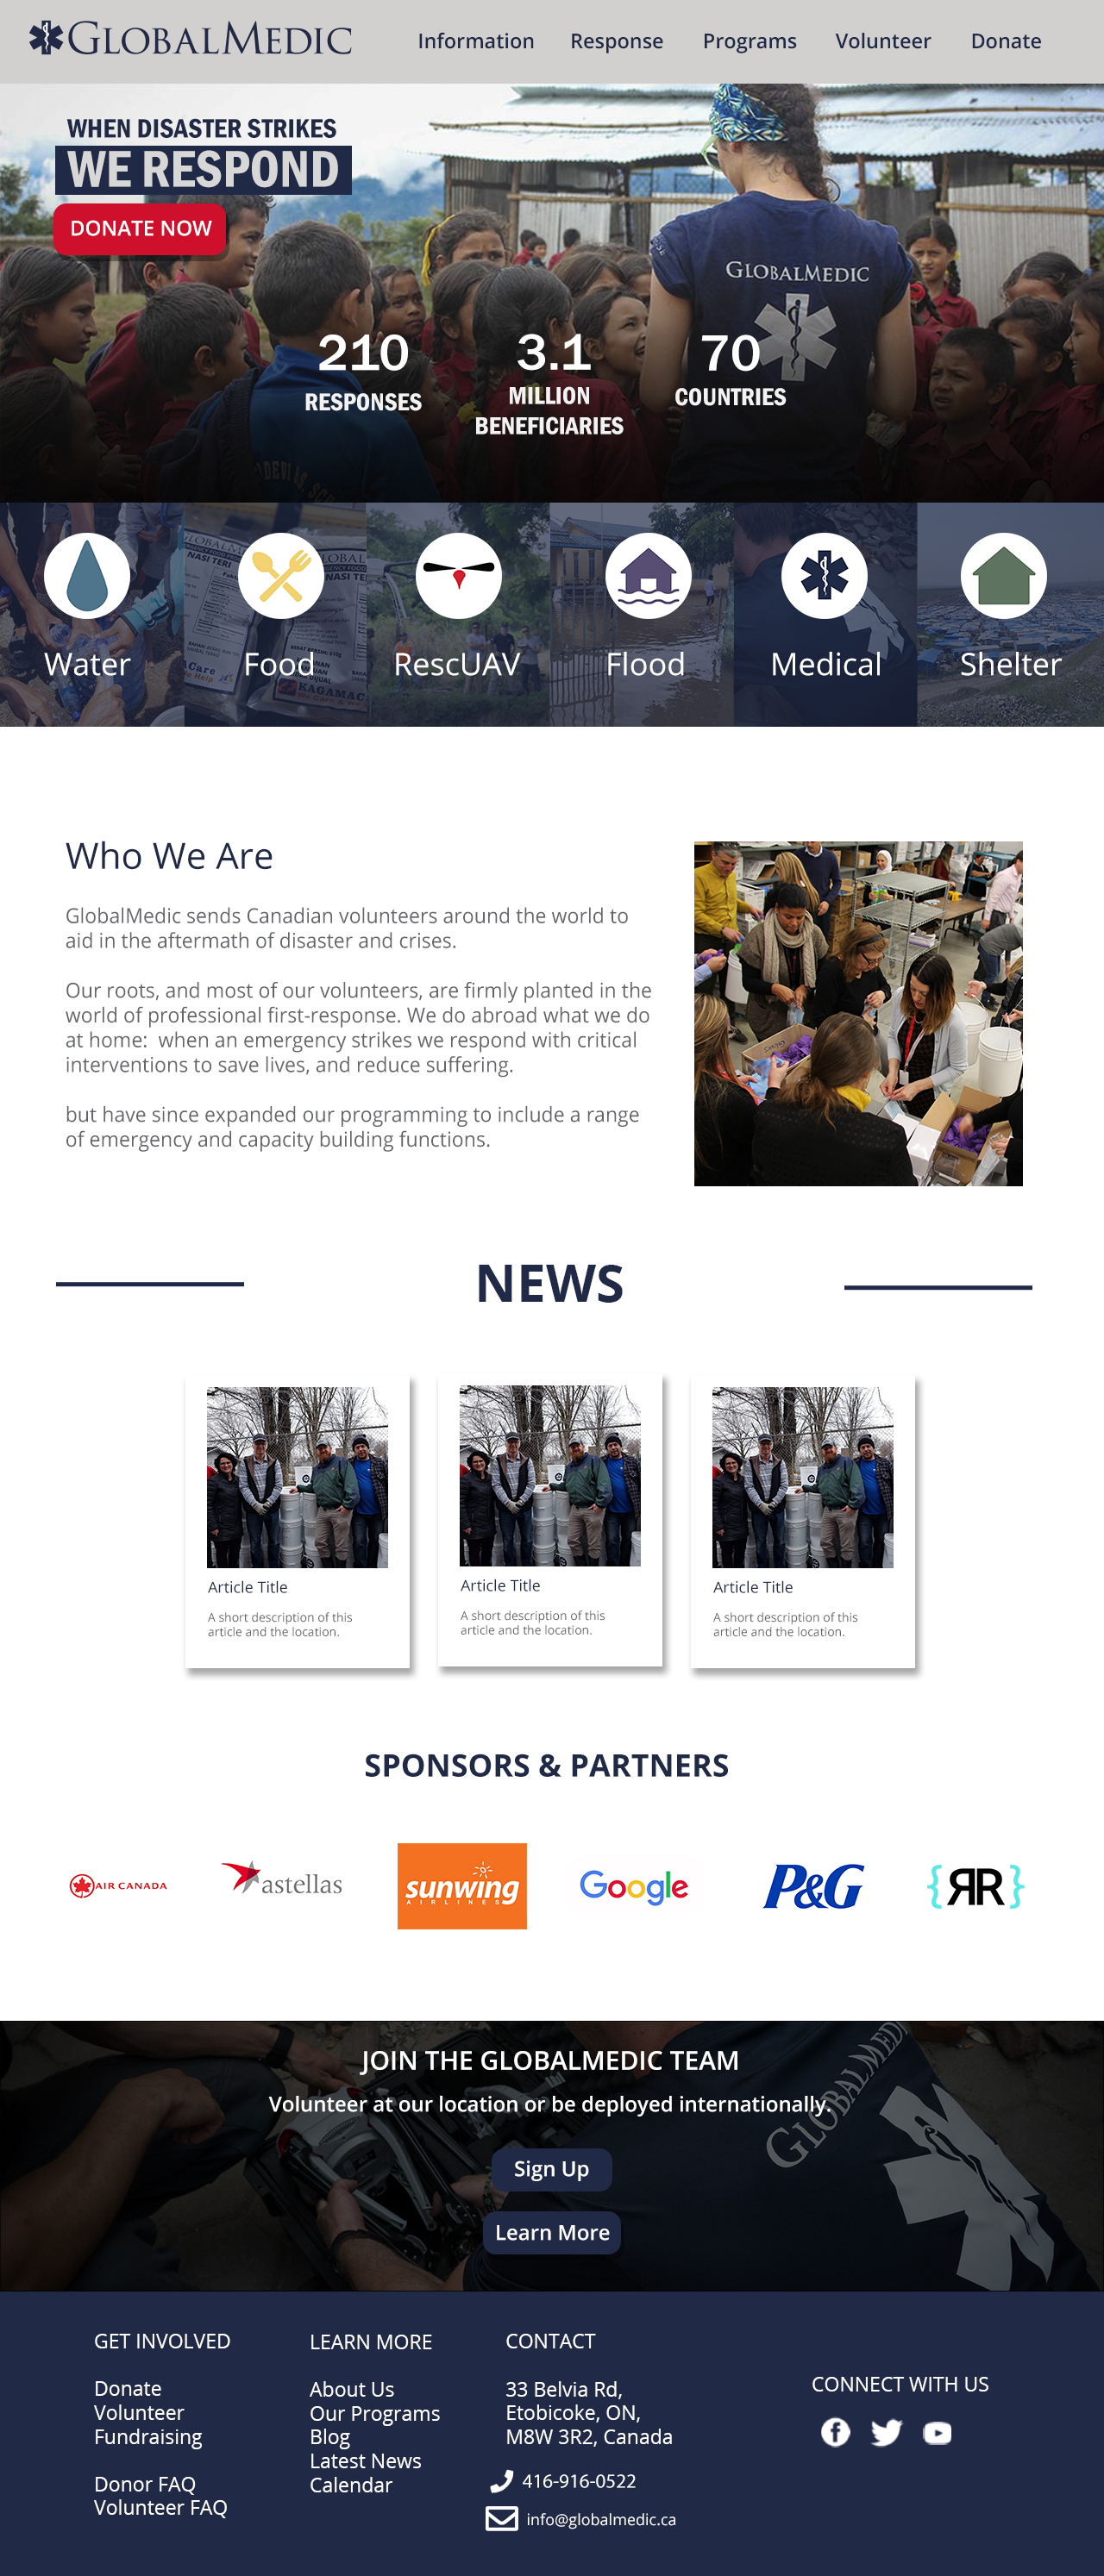 GLOBALMEDIC
Information Response Programs Volunteer Donate
WHEN DISASTER STRIKES
WE RESPOND
DONATE NOW
GLOBALMEDIC
210
RESPONSES
3.1
MILLION
BENEFICIARIES
70
COUNTRIES
NASI TERI
KAGAMAC
Water
Food
RescUAV
Flood
Medical
Shelter
Who We Are
GlobalMedic sends Canadian volunteers around the world to
aid in the aftermath of disaster and crises.
Our roots, and most of our volunteers, are firmly planted in the
world of professional first-response. We do abroad what we do
at home:  when an emergency strikes we respond with critical
interventions to save lives, and reduce suffering.
but have since expanded our programming to include a range
of emergency and capacity building functions.
NEWS
Article Title
A short description of this
article and the location.
Article Title
A short description of this
article and the location.
Article Title
A short description of this
article and the location.
SPONSORS & PARTNERS
AIR CANADA
astellas
sunwing
AIRLINES
Google
P&G
{ЯR}
JOIN THE GLOBALMEDIC TEAM
Volunteer at our location or be deployed internationally.
GLOBALMED
Sign Up
Learn More
GET INVOLVED
Donate
Volunteer
Fundraising
Donor FAQ
Volunteer FAQ
LEARN MORE
About Us
Our Programs
Blog
Latest News
Calendar
CONTACT
33 Belvia Rd,
Etobicoke, ON,
M8W 3R2, Canada
416-916-0522
info@globalmedic.ca
CONNECT WITH US